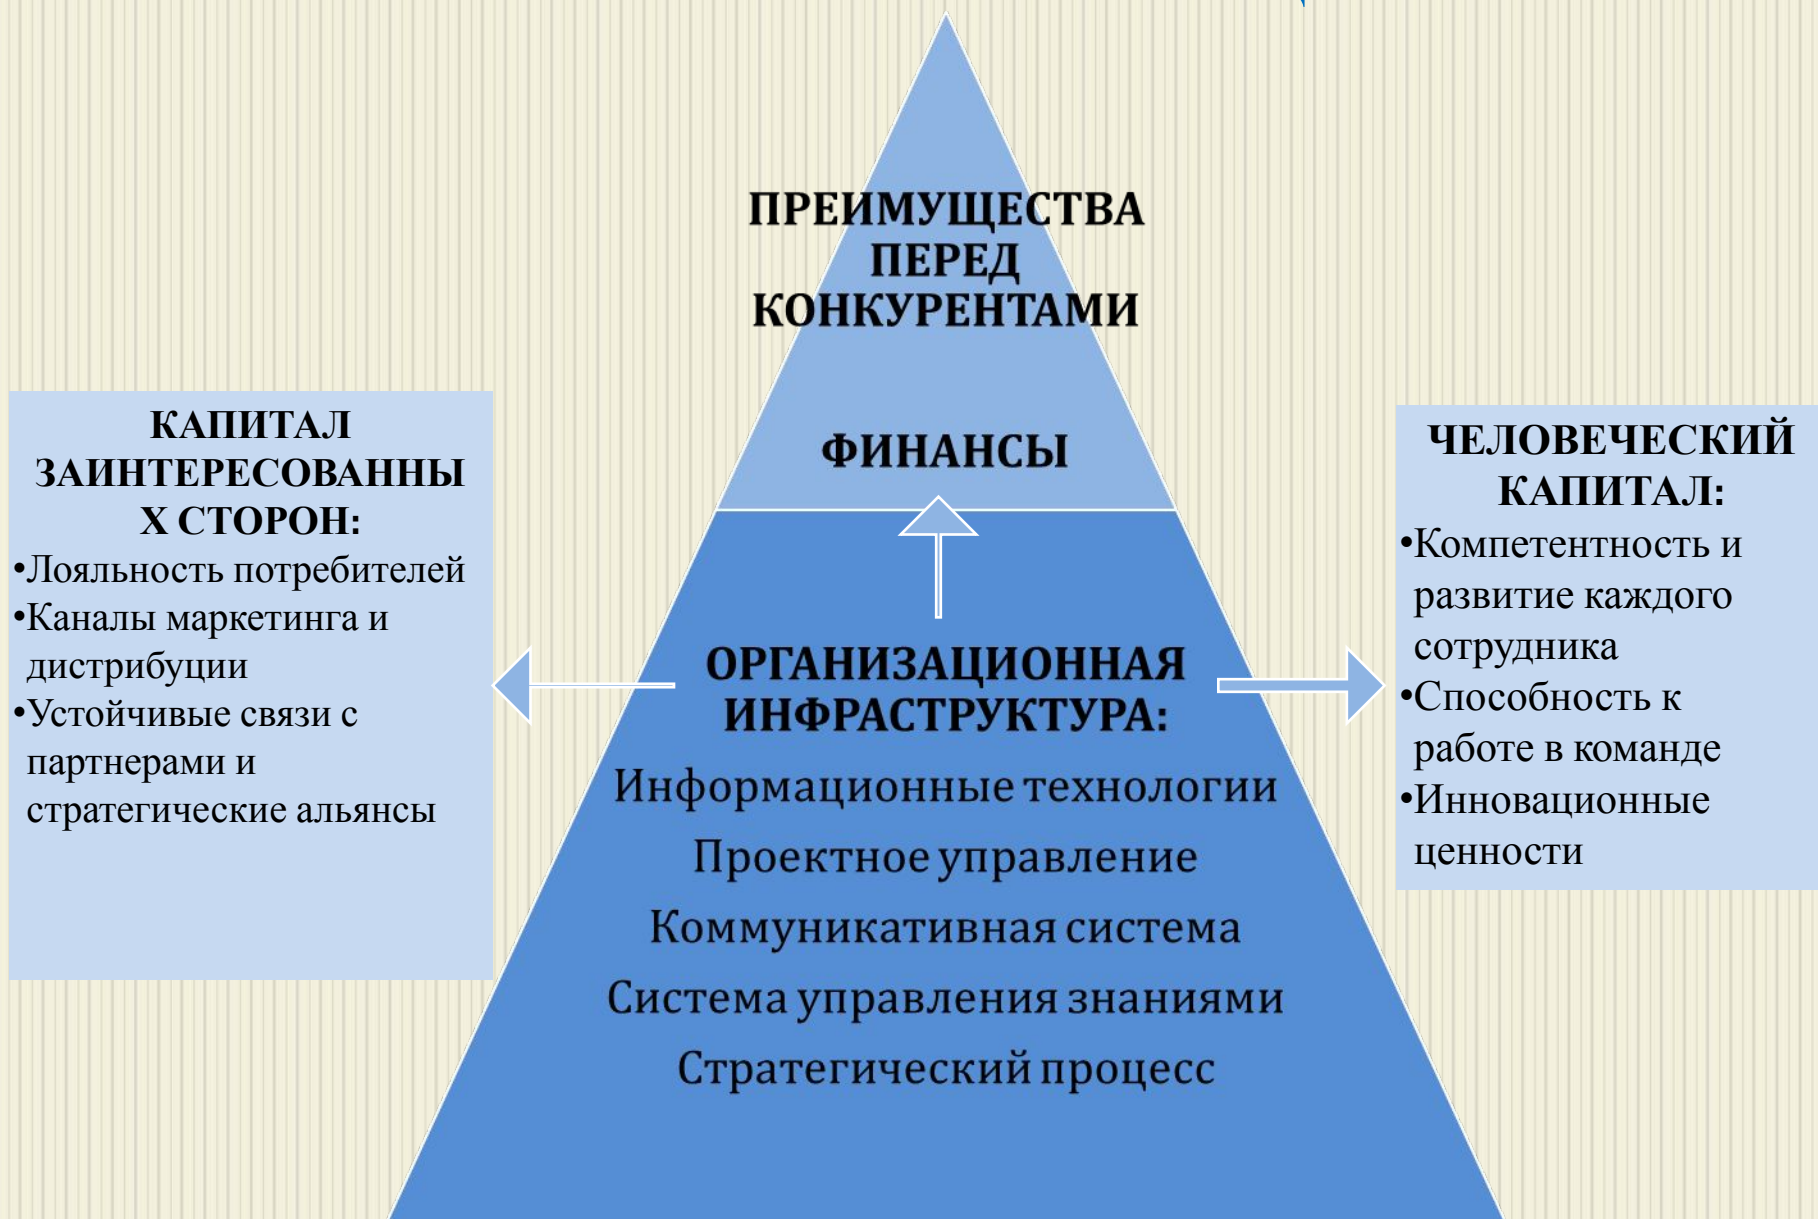 ПРЕИМУЩЕСТВА
ПЕРЕД
КОНКУРЕНТАМИ
ФИНАНСЫ
КАПИТАЛ
ЗАИНТЕРЕСОВАННЫ
Х СТОРОН:
•Лояльность потребителей
•Каналы маркетинга и
дистрибуции
•Устойчивые связи с
партнерами и
стратегические альянсы
ОРГАНИЗАЦИОННАЯ
ИНФРАСТРУКТУРА:
Информационные технологии
Проектное управление
Коммуникативная система
Система управления знаниями
Стратегический процесс
ЧЕЛОВЕЧЕСКИЙ
КАПИТАЛ:
•Компетентность и
развитие каждого
сотрудника
•Способность к
работе в команде
•Инновационные
ценности